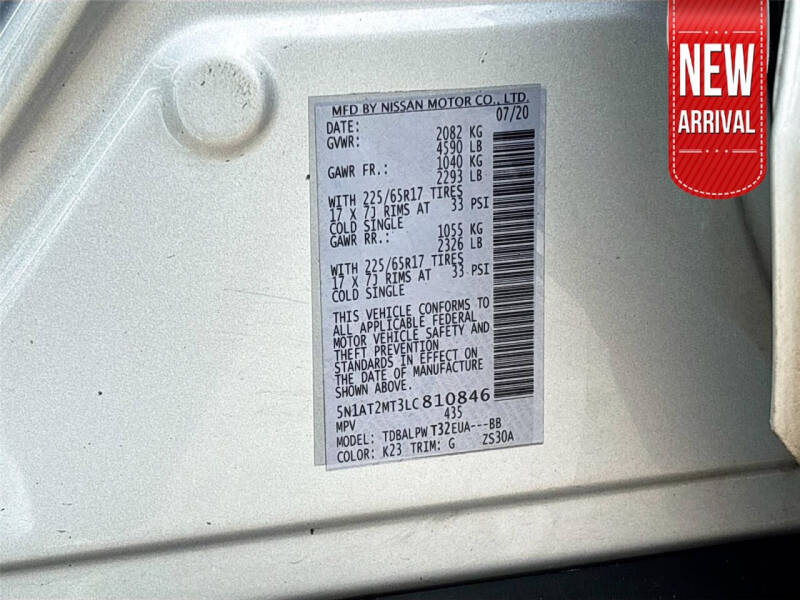 NEW
ARRIVAL
MFD BY NISSAN MOTOR CO., LTD.
DATE: 07/20
GVWR: 2082 KG
4590 LB
GAWR FR.: 1040 KG
2293 LB
WITH 225/65R17 TIRES
17 X 7J RIMS AT 33 PSI
COLD SINGLE
GAWR RR.: 1055 KG
2326 LB
WITH 225/65R17 TIRES
17 X 7J RIMS AT 33 PSI
COLD SINGLE
THIS VEHICLE CONFORMS TO
ALL APPLICABLE FEDERAL
MOTOR VEHICLE SAFETY AND
THEFT PREVENTION
STANDARDS IN EFFECT ON
THE DATE OF MANUFACTURE
SHOWN ABOVE.
5N1AT2MT3LC810846
MPV 435
MODEL: TDBALPWT32EUA---BB
COLOR: K23 TRIM: G ZS30A